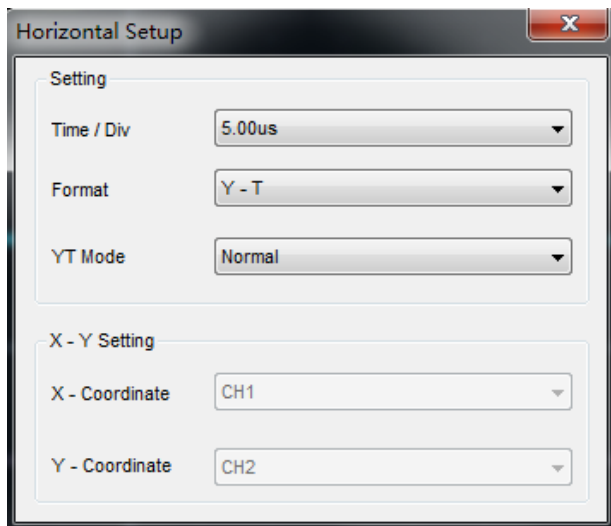 Horizontal Setup
Setting
Time / Div 5.00us
Format Y - T
YT Mode Normal
X - Y Setting
X - Coordinate CH1
Y - Coordinate CH2